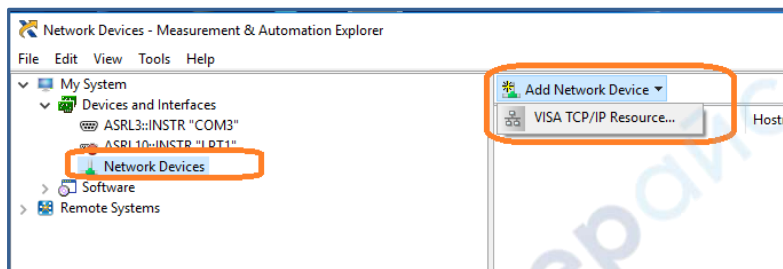 Network Devices - Measurement & Automation Explorer
File Edit View Tools Help
My System
Devices and Interfaces
ASRL3::INSTR "COM3"
ASRL10::INSTR "LPT1"
Network Devices
Software
Remote Systems
Add Network Device
VISA TCP/IP Resource...
Host